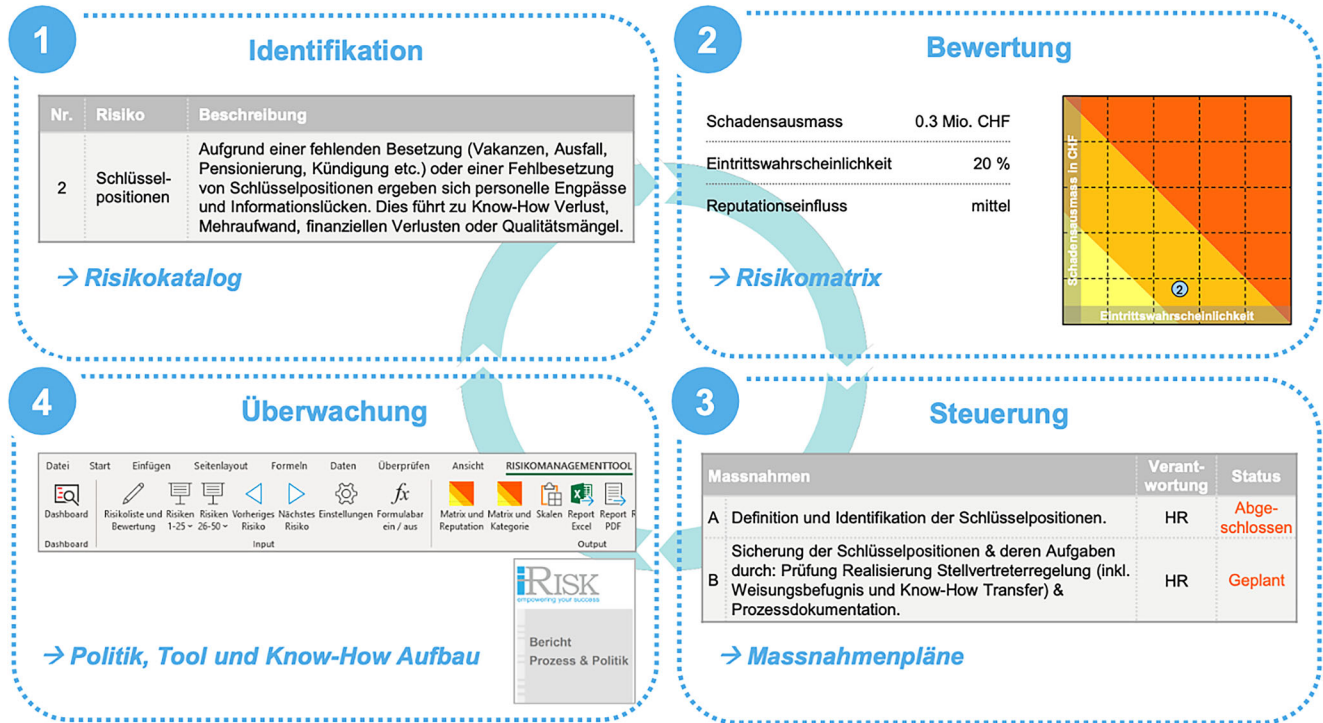 1
Identifikation
Nr. Risiko Beschreibung
2
Schlüssel-
positionen
Aufgrund einer fehlenden Besetzung (Vakanzen, Ausfall,
Pensionierung, Kündigung etc.) oder einer Fehlbesetzung
von Schlüsselpositionen ergeben sich personelle Engpässe
und Informationslücken. Dies führt zu Know-How Verlust,
Mehraufwand, finanziellen Verlusten oder Qualitätsmängel.
→ Risikokatalog
2
Bewertung
Schadensausmass 0.3 Mio. CHF
Eintrittswahrscheinlichkeit 20 %
Reputationseinfluss mittel
→ Risikomatrix
Schadensausmass in CHF
2
Eintrittswahrscheinlichkeit
4
Überwachung
Datei Start Einfügen Seitenlayout Formeln Daten Überprüfen Ansicht RISIKOMANAGEMENTTOOL
fx
Dashboard Risikoliste und Risiken Risiken Vorheriges Nächstes Einstellungen Formulabar Matrix und Matrix und Skalen Report Report R
Bewertung 1-25 26-50 Risiko Risiko ein / aus Reputation Kategorie Excel PDF
Dashboard Input Output
iRISK
empowering your success
Bericht
Prozess & Politik
→ Politik, Tool und Know-How Aufbau
3
Steuerung
Massnahmen
Verant-
wortung
Status
A Definition und Identifikation der Schlüsselpositionen. HR
Abge-
schlossen
B
Sicherung der Schlüsselpositionen & deren Aufgaben
durch: Prüfung Realisierung Stellvertreterregelung (inkl.
Weisungsbefugnis und Know-How Transfer) &
Prozessdokumentation.
HR
Geplant
→ Massnahmenpläne